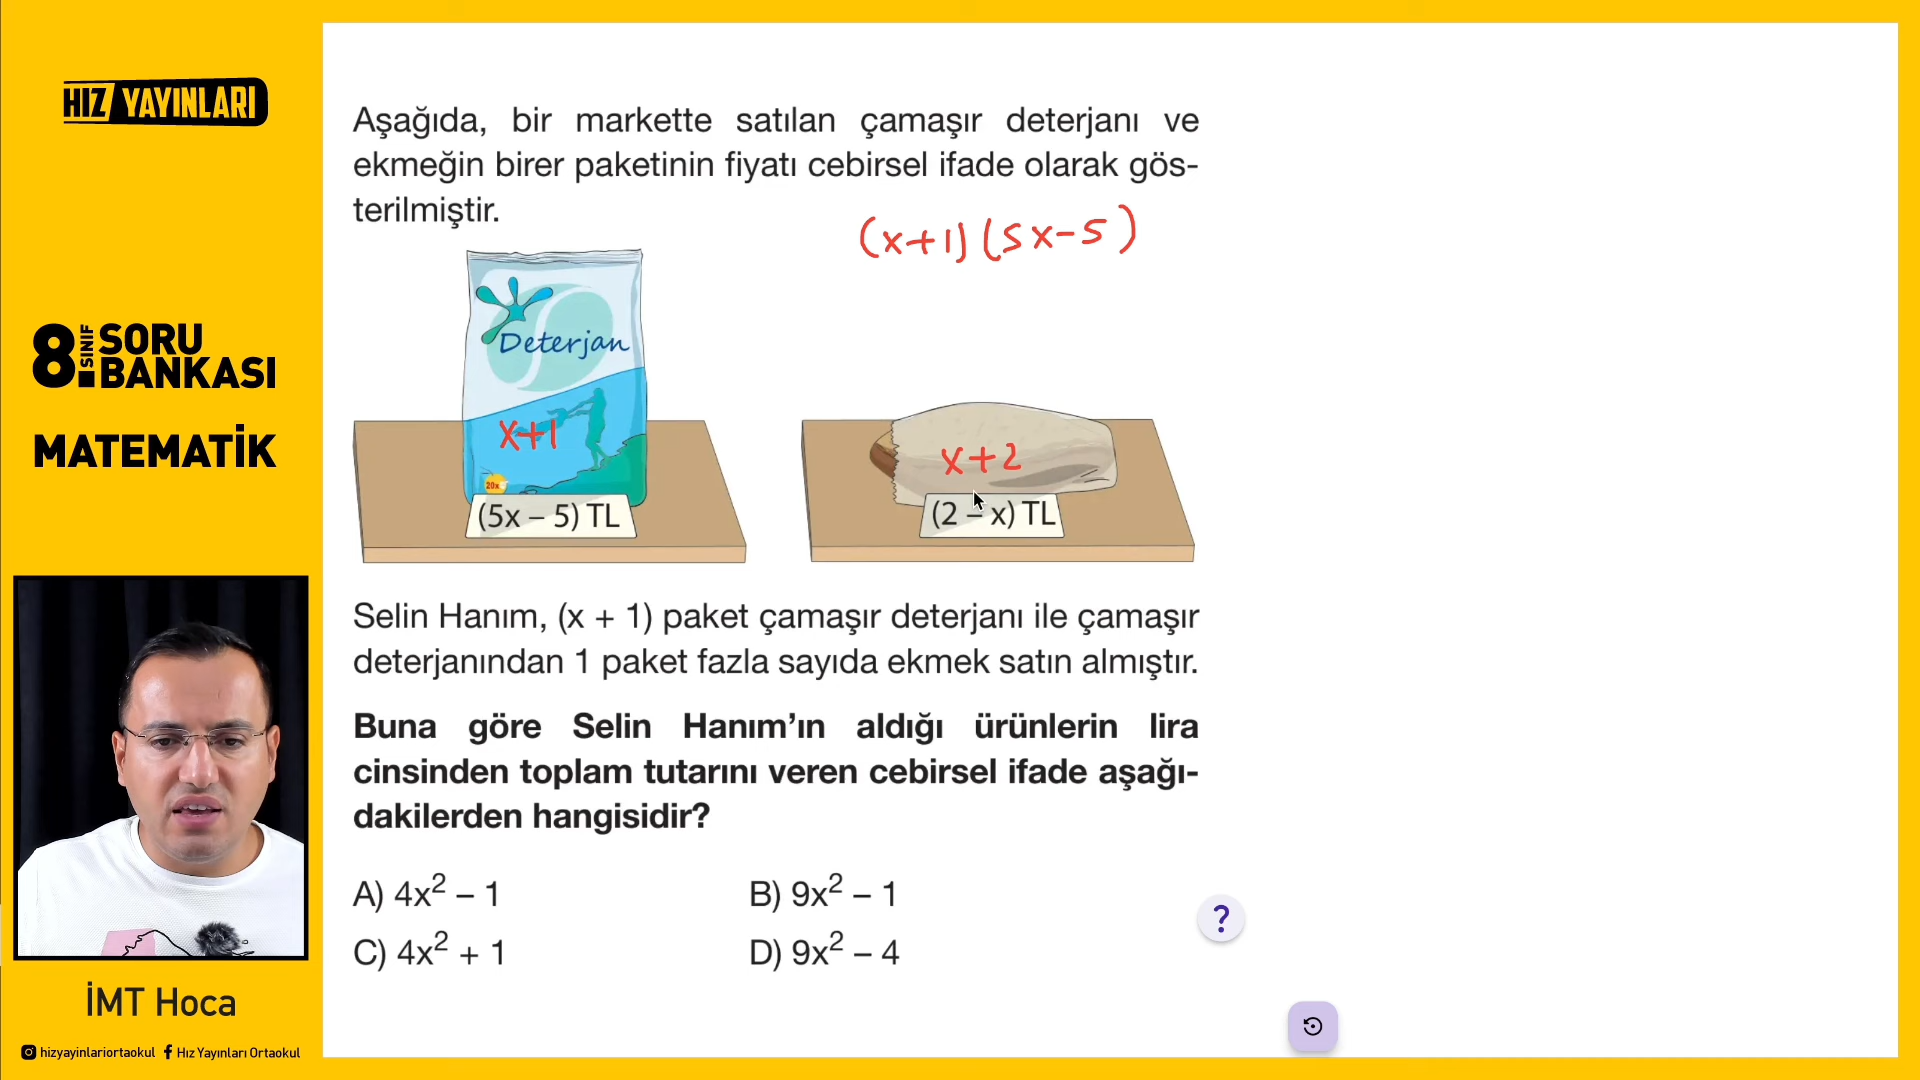 HIZ YAYINLARI
8. SINIF SORU BANKASI
MATEMATİK
İMT Hoca
hizyayinlariortaokul Hız Yayınları Ortaokul
Aşağıda, bir markette satılan çamaşır deterjanı ve
ekmeğin birer paketinin fiyatı cebirsel ifade olarak gös-
terilmiştir.
(x+1)(5x-5)
Deterjan
x+1
20x
(5x – 5) TL
x+2
(2 – x) TL
Selin Hanım, (x + 1) paket çamaşır deterjanı ile çamaşır
deterjanından 1 paket fazla sayıda ekmek satın almıştır.
Buna göre Selin Hanım’ın aldığı ürünlerin lira
cinsinden toplam tutarını veren cebirsel ifade aşağı-
dakilerden hangisidir?
A) 4x² – 1 B) 9x² – 1
C) 4x² + 1 D) 9x² – 4
?